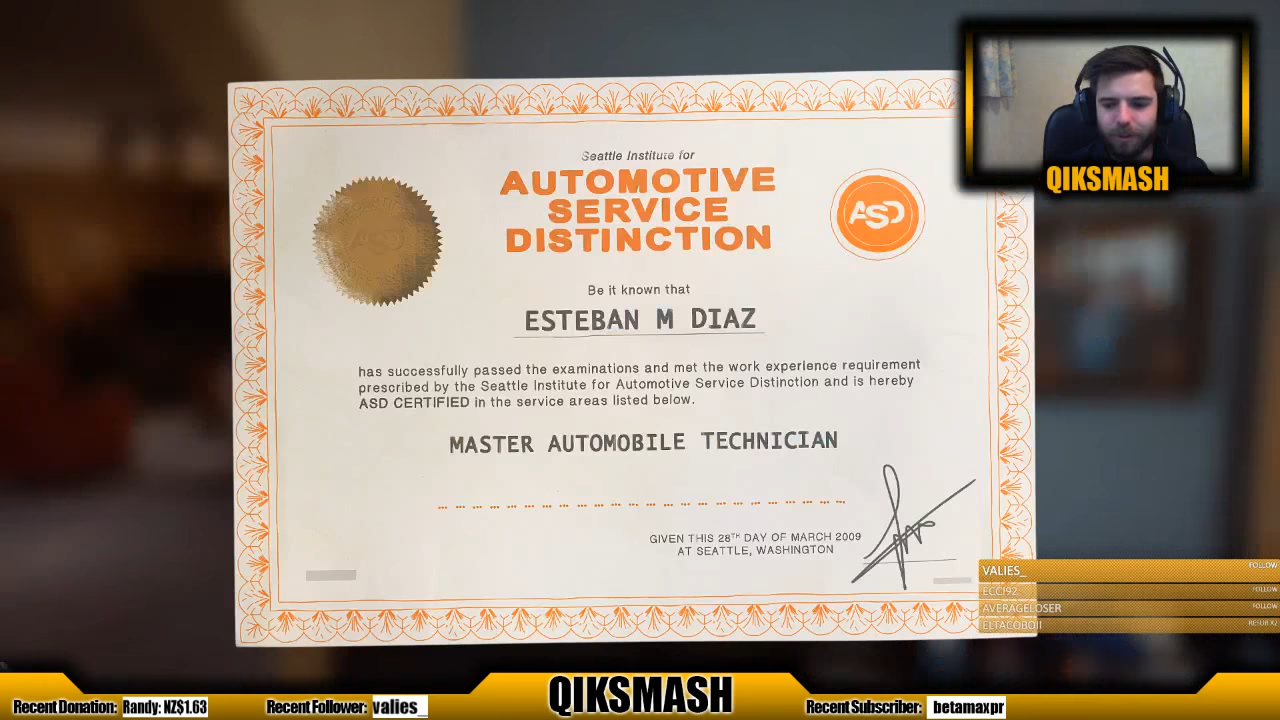 Seattle Institute for
AUTOMOTIVE
SERVICE
DISTINCTION
ASD
ASD
Be it known that
ESTEBAN M DIAZ
has successfully passed the examinations and met the work experience requirement
prescribed by the Seattle Institute for Automotive Service Distinction and is hereby
ASD CERTIFIED in the service areas listed below.
MASTER AUTOMOBILE TECHNICIAN
GIVEN THIS 28TH DAY OF MARCH 2009
AT SEATTLE, WASHINGTON
QIKSMASH
VALIES_ FOLLOW
ECCI92 FOLLOW
AVERAGELOSER FOLLOW
ELTACOBOII RESUB X2
Recent Donation: Randy: NZ$1.63
Recent Follower: valies_
QIKSMASH
Recent Subscriber: betamaxpr